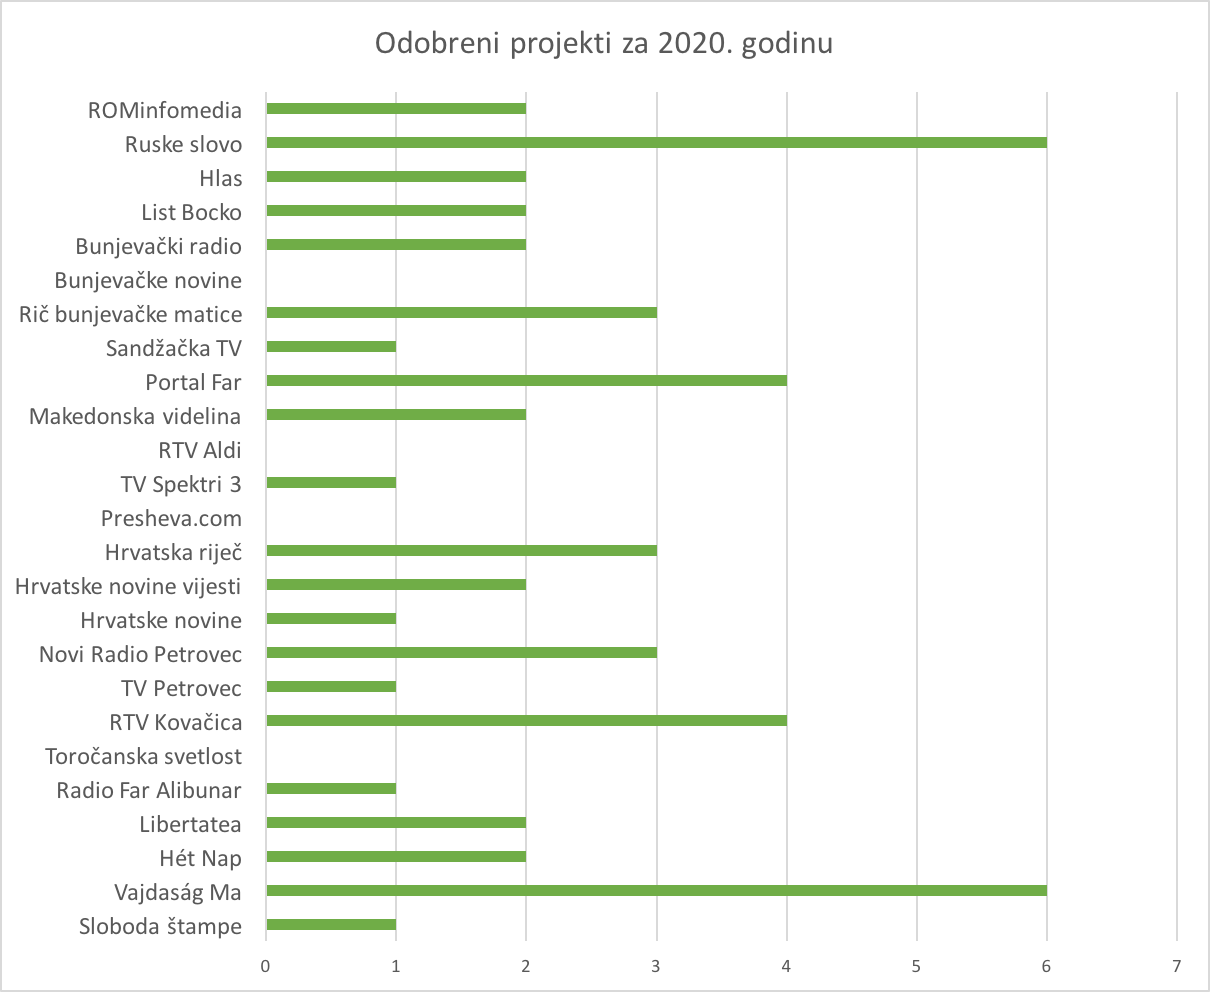 Odobreni projekti za 2020. godinu
ROMinfomedia
Ruske slovo
Hlas
List Bocko
Bunjevački radio
Bunjevačke novine
Rič bunjevačke matice
Sandžačka TV
Portal Far
Makedonska videlina
RTV Aldi
TV Spektri 3
Presheva.com
Hrvatska riječ
Hrvatske novine vijesti
Hrvatske novine
Novi Radio Petrovec
TV Petrovec
RTV Kovačica
Toročanska svetlost
Radio Far Alibunar
Libertatea
Hét Nap
Vajdaság Ma
Sloboda štampe
0 1 2 3 4 5 6 7